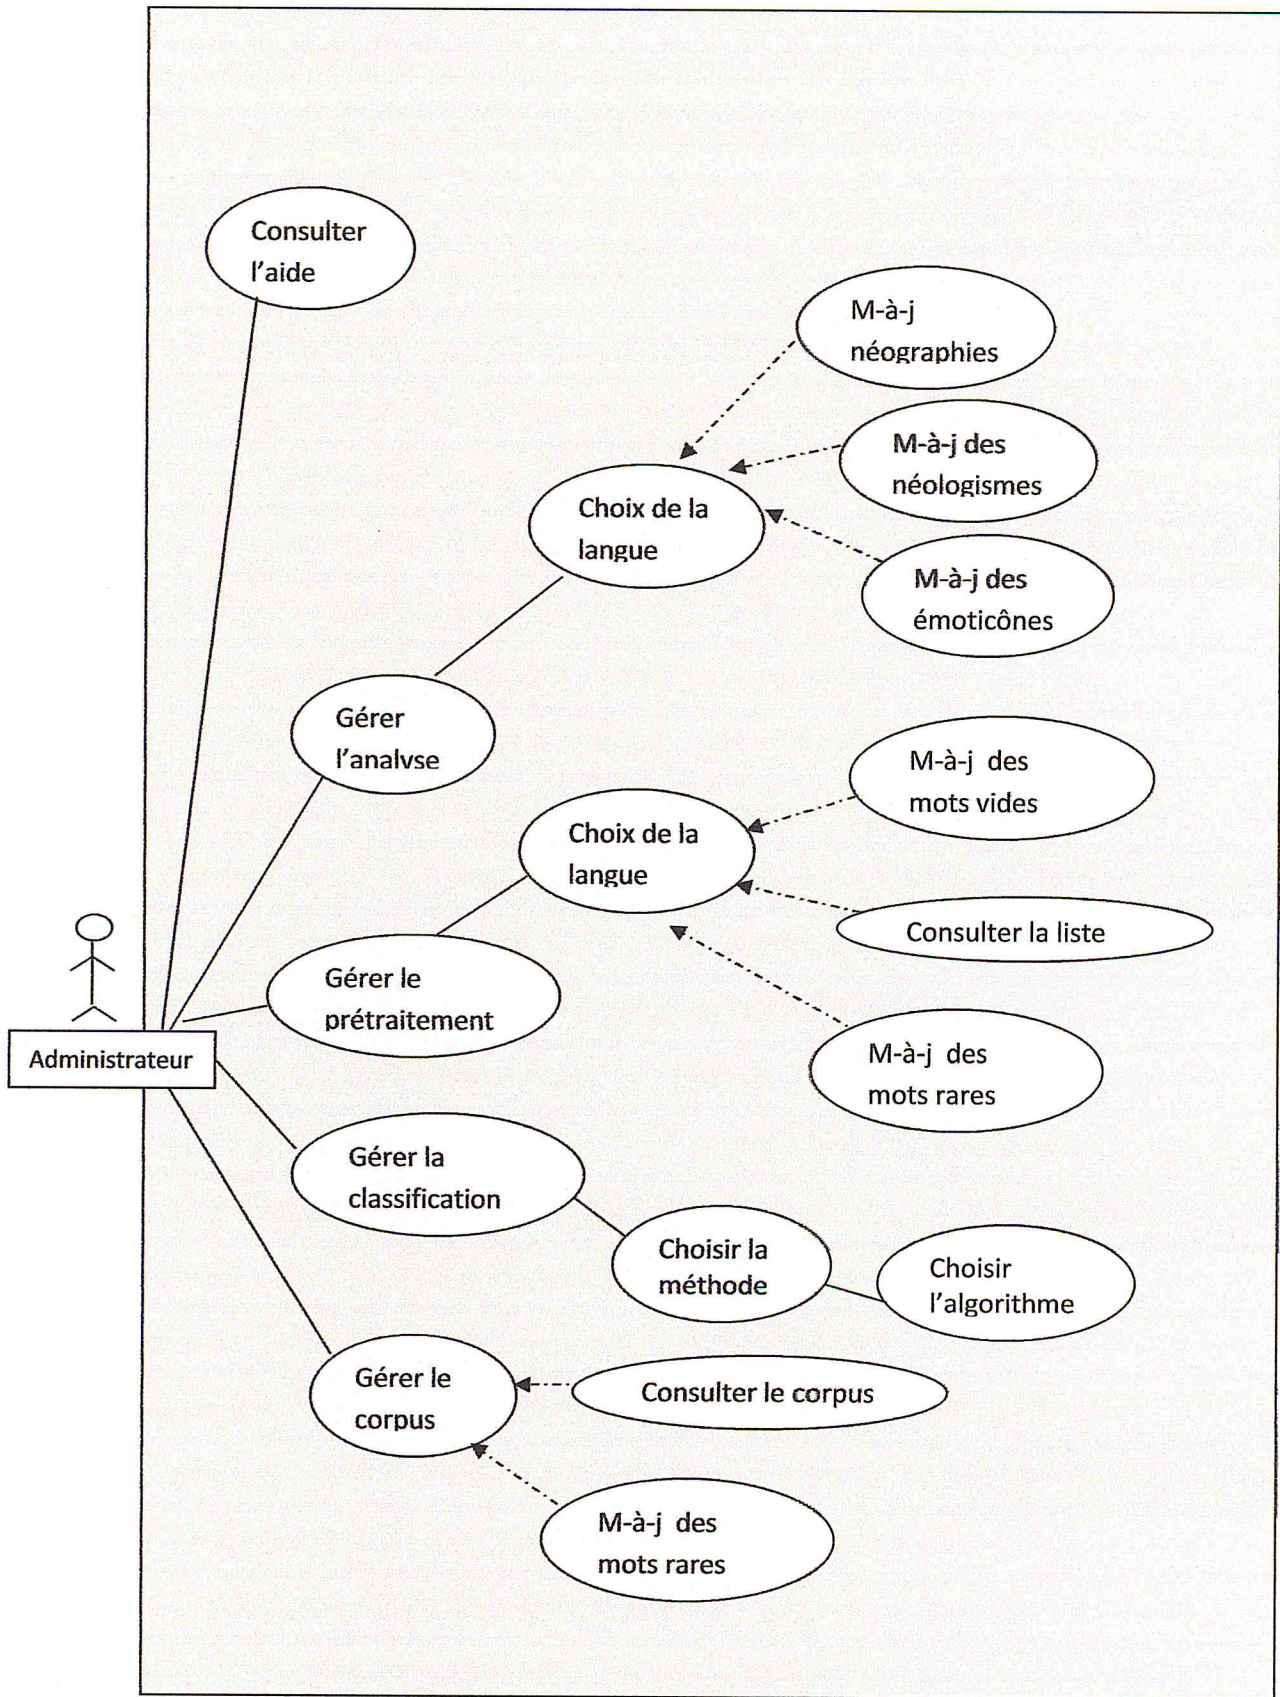 Consulter
l'aide
M-à-j
néographies
M-à-j des
néologismes
Choix de la
langue
M-à-j des
émoticônes
Gérer
l'analyse
M-à-j des
mots vides
Choix de la
langue
Consulter la liste
Gérer le
prétraitement
Administrateur
M-à-j des
mots rares
Gérer la
classification
Choisir la
méthode
Choisir
l'algorithme
Gérer le
corpus
Consulter le corpus
M-à-j des
mots rares